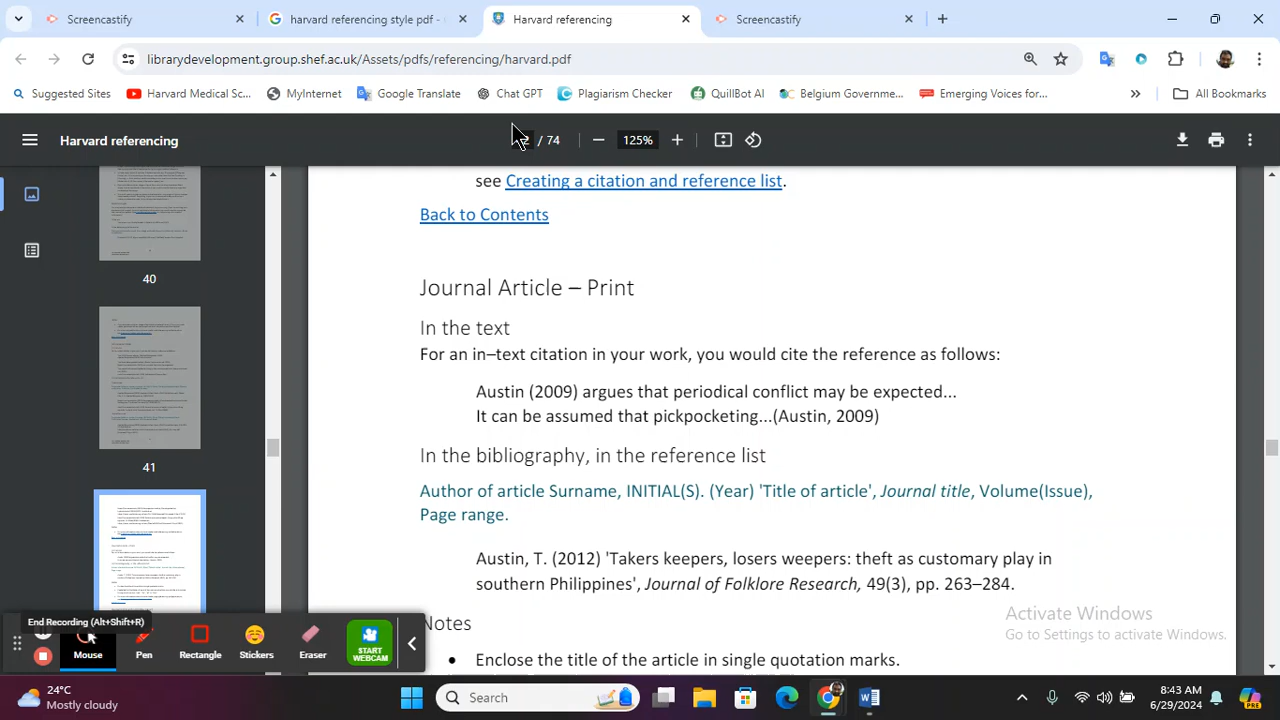 Screencastify
harvard referencing style pdf -
Harvard referencing
Screencastify
librarydevelopment.group.shef.ac.uk/Assets/pdfs/referencing/harvard.pdf
Suggested Sites
Harvard Medical Sc...
MyInternet
Google Translate
Chat GPT
Plagiarism Checker
QuillBot AI
Belgium Governme...
Emerging Voices for...
All Bookmarks
Harvard referencing
/ 74
125%
40
41
see Creating a citation and reference list.
Back to Contents
Journal Article – Print
In the text
For an in–text citation in your work, you would cite the reference as follows:
Austin (2009) argues that periodical conflict may be expected...
It can be assumed that pickpocketing...(Austin, 2009)
In the bibliography, in the reference list
Author of article Surname, INITIAL(S). (Year) 'Title of article', Journal title, Volume(Issue),
Page range.
Austin, T. (2012) 'Takers keepers, losers weepers: theft as customary play in
southern Philippines', Journal of Folklore Research, 49(3), pp. 263–284
Notes
• Enclose the title of the article in single quotation marks.
End Recording (Alt+Shift+R)
Mouse
Pen
Rectangle
Stickers
Eraser
START
WEBCAM
Activate Windows
Go to Settings to activate Windows.
24°C
Mostly cloudy
Search
8:43 AM
6/29/2024
PRE